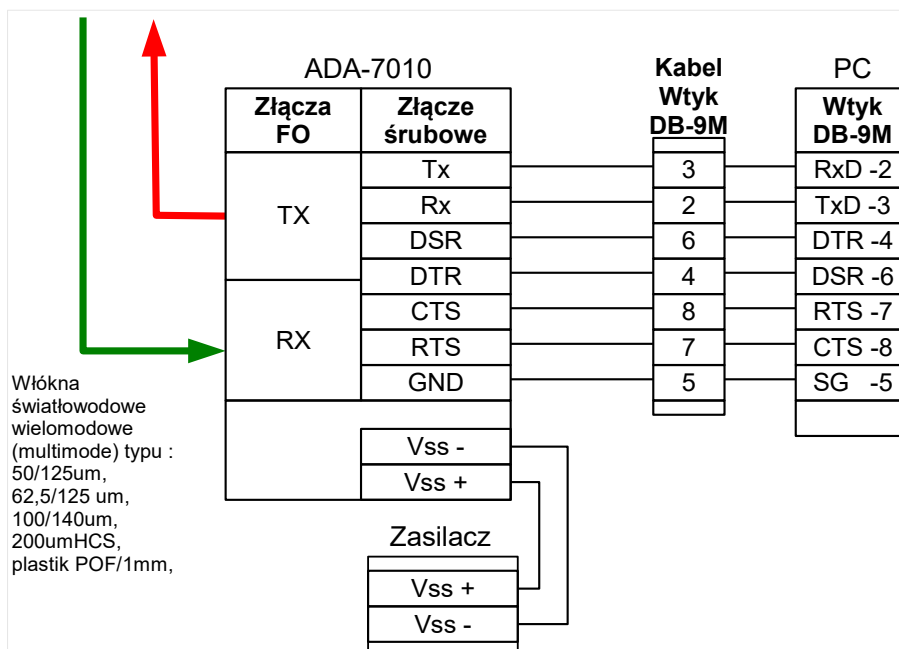 ADA-7010
Złącza
FO
Złącze
śrubowe
TX
RX
Tx
Rx
DSR
DTR
CTS
RTS
GND
Vss -
Vss +
Kabel
Wtyk
DB-9M
3
2
6
4
8
7
5
PC
Wtyk
DB-9M
RxD -2
TxD -3
DTR -4
DSR -6
RTS -7
CTS -8
SG -5
Włókna
światłowodowe
wielomodowe
(multimode) typu :
50/125um,
62,5/125 um,
100/140um,
200umHCS,
plastik POF/1mm,
Zasilacz
Vss +
Vss -